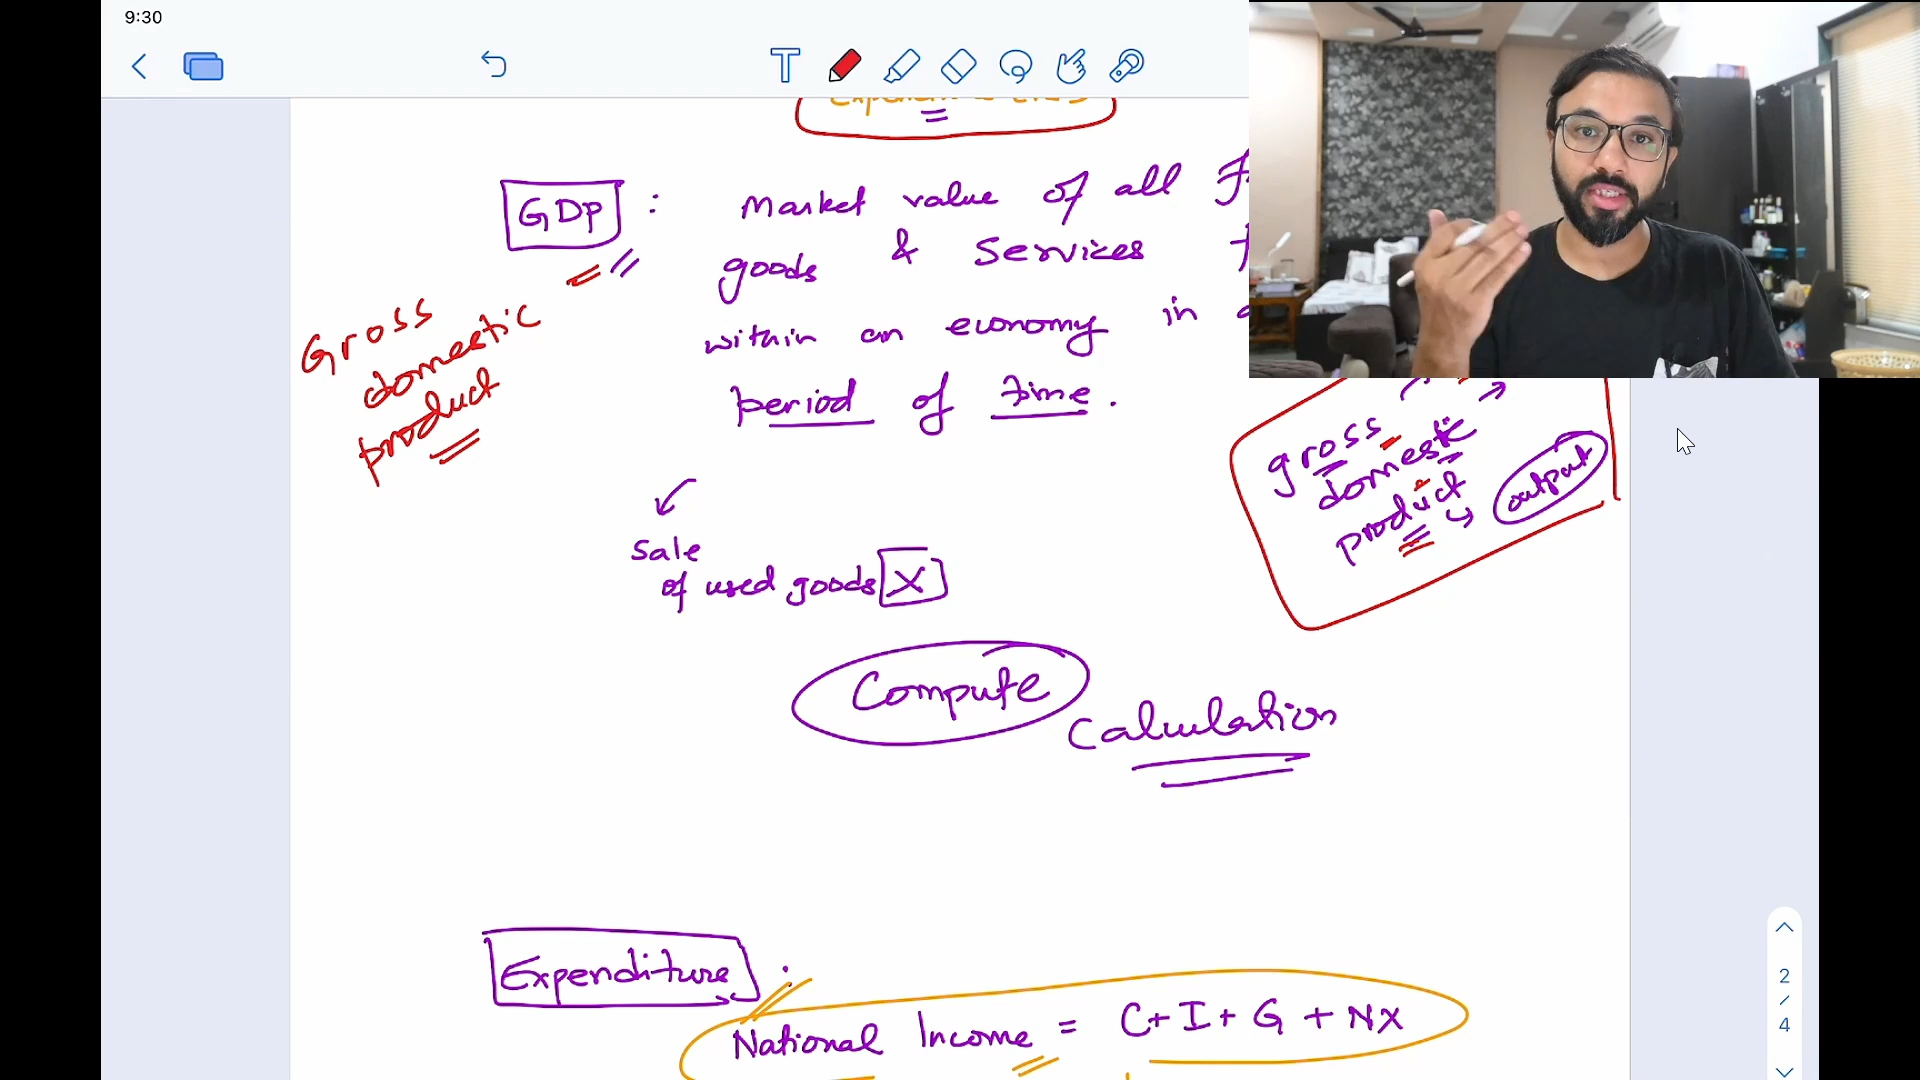 9:30
GDP : Market value of all
goods & services
within an economy in a
period of time.
Gross
domestic
product
gross
domestic
product
output
Sale
of used goods X
Compute
Calculation
Expenditure :
National Income = C+I+G+NX
2
/
4